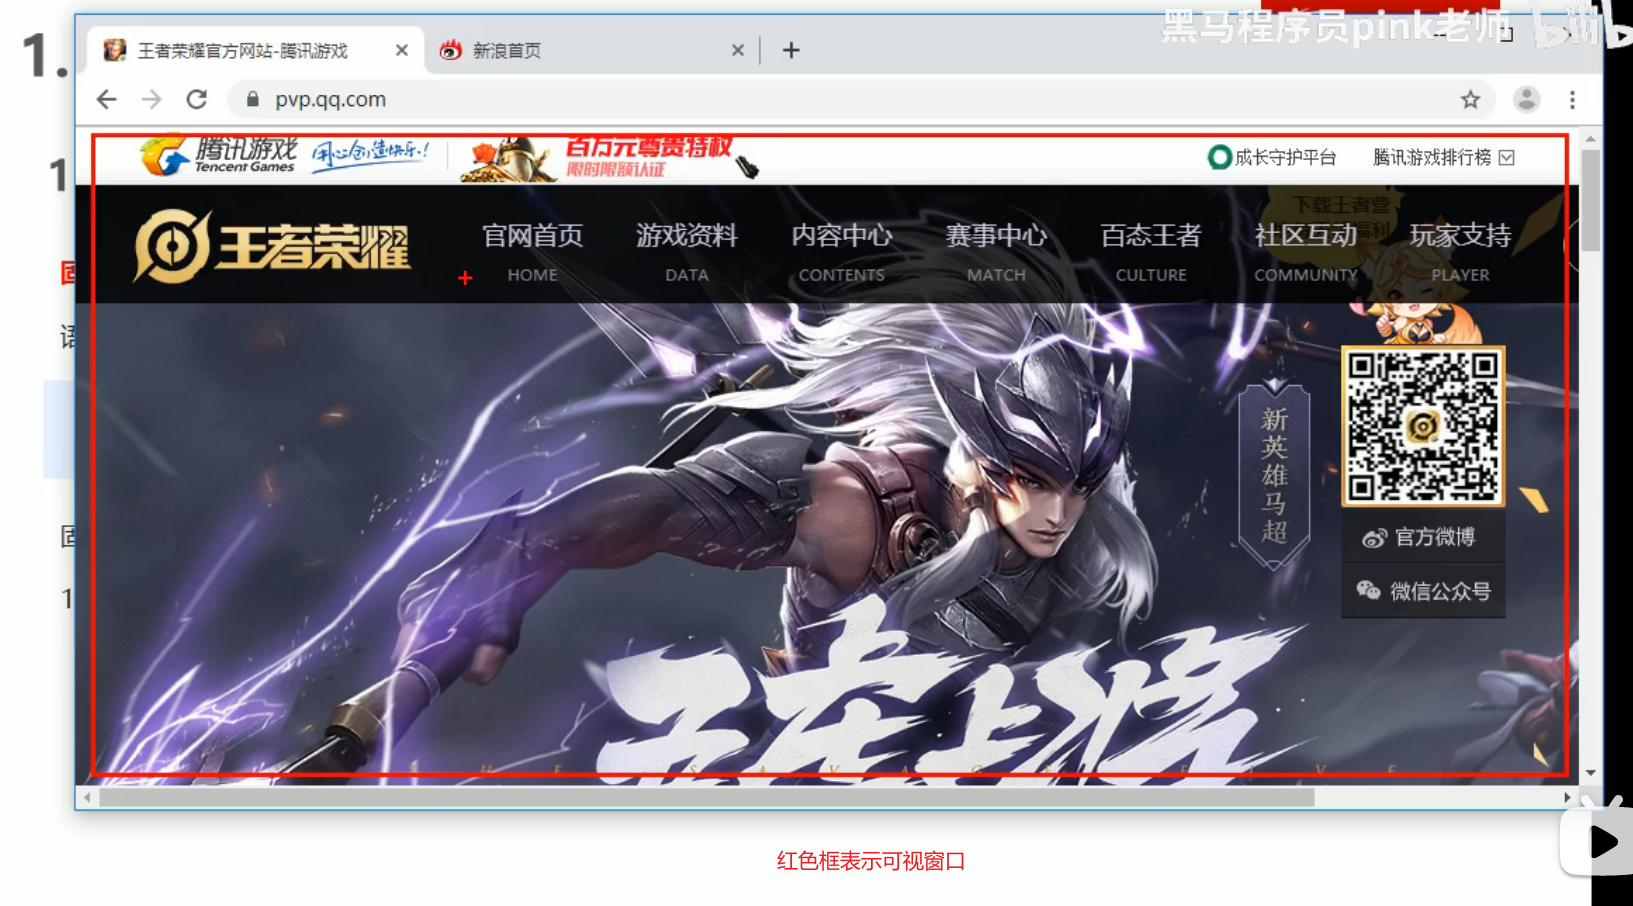 黑马程序员pink老师
1.
王者荣耀官方网站-腾讯游戏
新浪首页
pvp.qq.com
腾讯游戏
Tencent Games
用心创造快乐!
百万元尊贵特权
限时限额认证
成长守护平台
腾讯游戏排行榜
1
下载王者营
福利
王者荣耀
官网首页 游戏资料 内容中心 赛事中心 百态王者 社区互动 玩家支持
HOME DATA CONTENTS MATCH CULTURE COMMUNITY PLAYER
新英雄马超
官方微博
1
微信公众号
红色框表示可视窗口